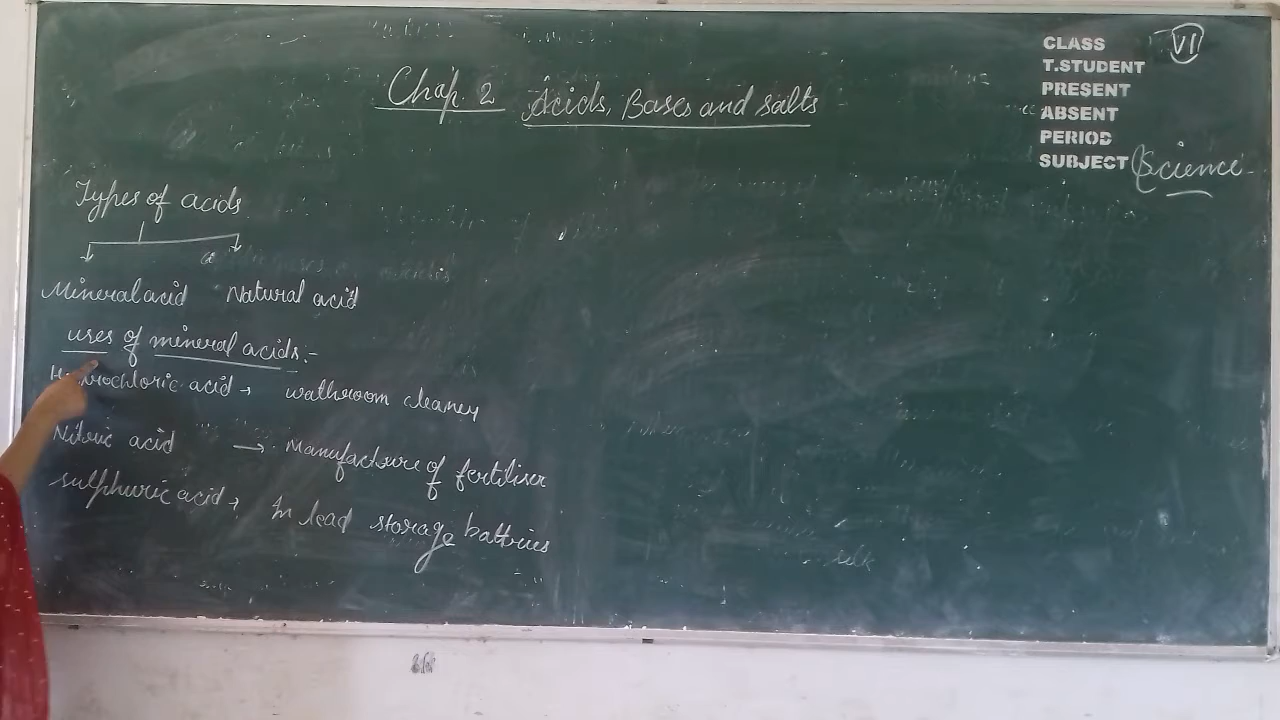 Chap. 2 Acids, Bases and salts
CLASS VI
T.STUDENT
PRESENT
ABSENT
PERIOD
SUBJECT Science
Types of acids
Mineral acid Natural acid
uses of mineral acids:-
Hydrochloric acid → wathroom cleaner
Nitric acid → Manufacture of fertiliser
sulphuric acid → In lead storage batteries